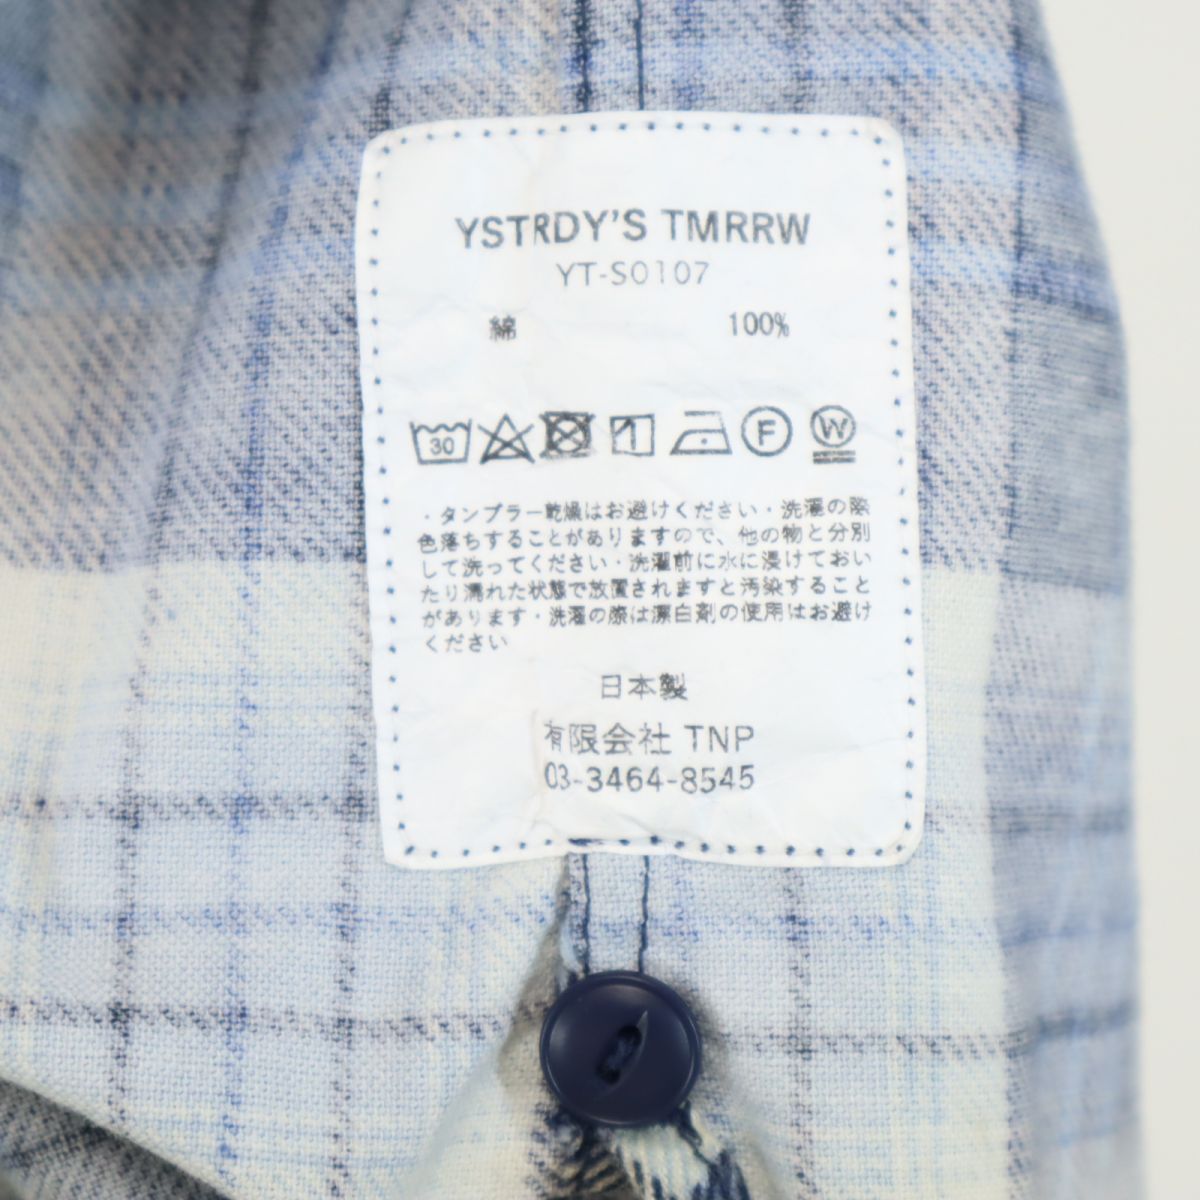 YSTRDY'S TMRRW
YT-S0107
綿 100%
30 F W
・タンブラー乾燥はお避けください・洗濯の際
色落ちすることがありますので、他の物と分別
して洗ってください・洗濯前に水に浸けておい
たり濡れた状態で放置されますと汚染すること
があります・洗濯の際は漂白剤の使用はお避け
ください
日本製
有限会社 TNP
03-3464-8545